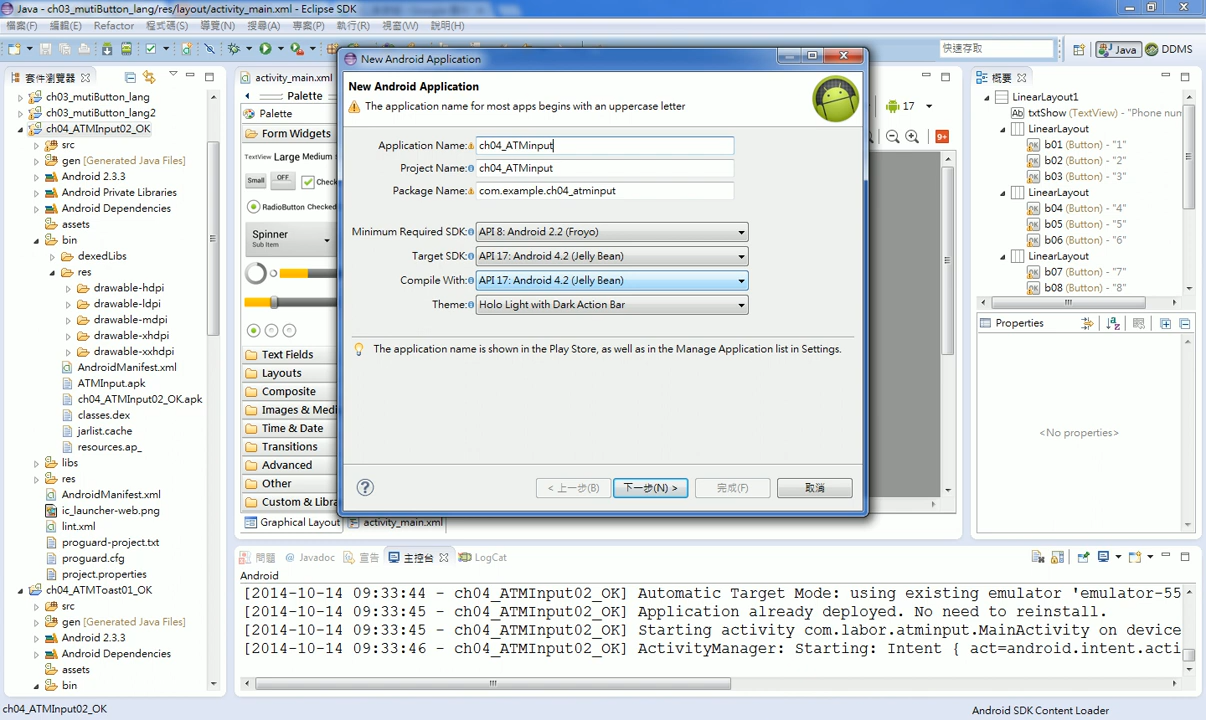 Java - ch03_mutiButton_lang/res/layout/activity_main.xml - Eclipse SDK
檔案(F) 編輯(E) Refactor 程式碼(S) 導覽(N) 搜尋(A) 專案(P) 執行(R) 視窗(W) 說明(H)
快速存取
Java
DDMS
套件瀏覽器
ch03_mutiButton_lang
ch03_mutiButton_lang2
ch04_ATMInput02_OK
src
gen [Generated Java Files]
Android 2.3.3
Android Private Libraries
Android Dependencies
assets
bin
dexedLibs
res
drawable-hdpi
drawable-ldpi
drawable-mdpi
drawable-xhdpi
drawable-xxhdpi
AndroidManifest.xml
ATMInput.apk
ch04_ATMInput02_OK.apk
classes.dex
jarlist.cache
resources.ap_
libs
res
AndroidManifest.xml
ic_launcher-web.png
lint.xml
proguard-project.txt
proguard.cfg
project.properties
ch04_ATMToast01_OK
src
gen [Generated Java Files]
Android 2.3.3
Android Dependencies
assets
bin
activity_main.xml
Palette
Palette
Form Widgets
TextView Large Medium
Small OFF Check
RadioButton Checked
Spinner
Sub Item
Text Fields
Layouts
Composite
Images & Medi
Time & Date
Transitions
Advanced
Other
Custom & Libra
Graphical Layout
activity_main.xml
17
9+
New Android Application
New Android Application
The application name for most apps begins with an uppercase letter
Application Name: ch04_ATMinput
Project Name: ch04_ATMinput
Package Name: com.example.ch04_atminput
Minimum Required SDK: API 8: Android 2.2 (Froyo)
Target SDK: API 17: Android 4.2 (Jelly Bean)
Compile With: API 17: Android 4.2 (Jelly Bean)
Theme: Holo Light with Dark Action Bar
The application name is shown in the Play Store, as well as in the Manage Application list in Settings.
< 上一步(B) 下一步(N) > 完成(F) 取消
概要
LinearLayout1
txtShow (TextView) - "Phone num
LinearLayout
b01 (Button) - "1"
b02 (Button) - "2"
b03 (Button) - "3"
LinearLayout
b04 (Button) - "4"
b05 (Button) - "5"
b06 (Button) - "6"
LinearLayout
b07 (Button) - "7"
b08 (Button) - "8"
Properties
<No properties>
問題 Javadoc 宣告 主控台 LogCat
Android
[2014-10-14 09:33:44 - ch04_ATMInput02_OK] Automatic Target Mode: using existing emulator 'emulator-55
[2014-10-14 09:33:45 - ch04_ATMInput02_OK] Application already deployed. No need to reinstall.
[2014-10-14 09:33:45 - ch04_ATMInput02_OK] Starting activity com.labor.atminput.MainActivity on device
[2014-10-14 09:33:46 - ch04_ATMInput02_OK] ActivityManager: Starting: Intent { act=android.intent.acti
ch04_ATMInput02_OK
Android SDK Content Loader